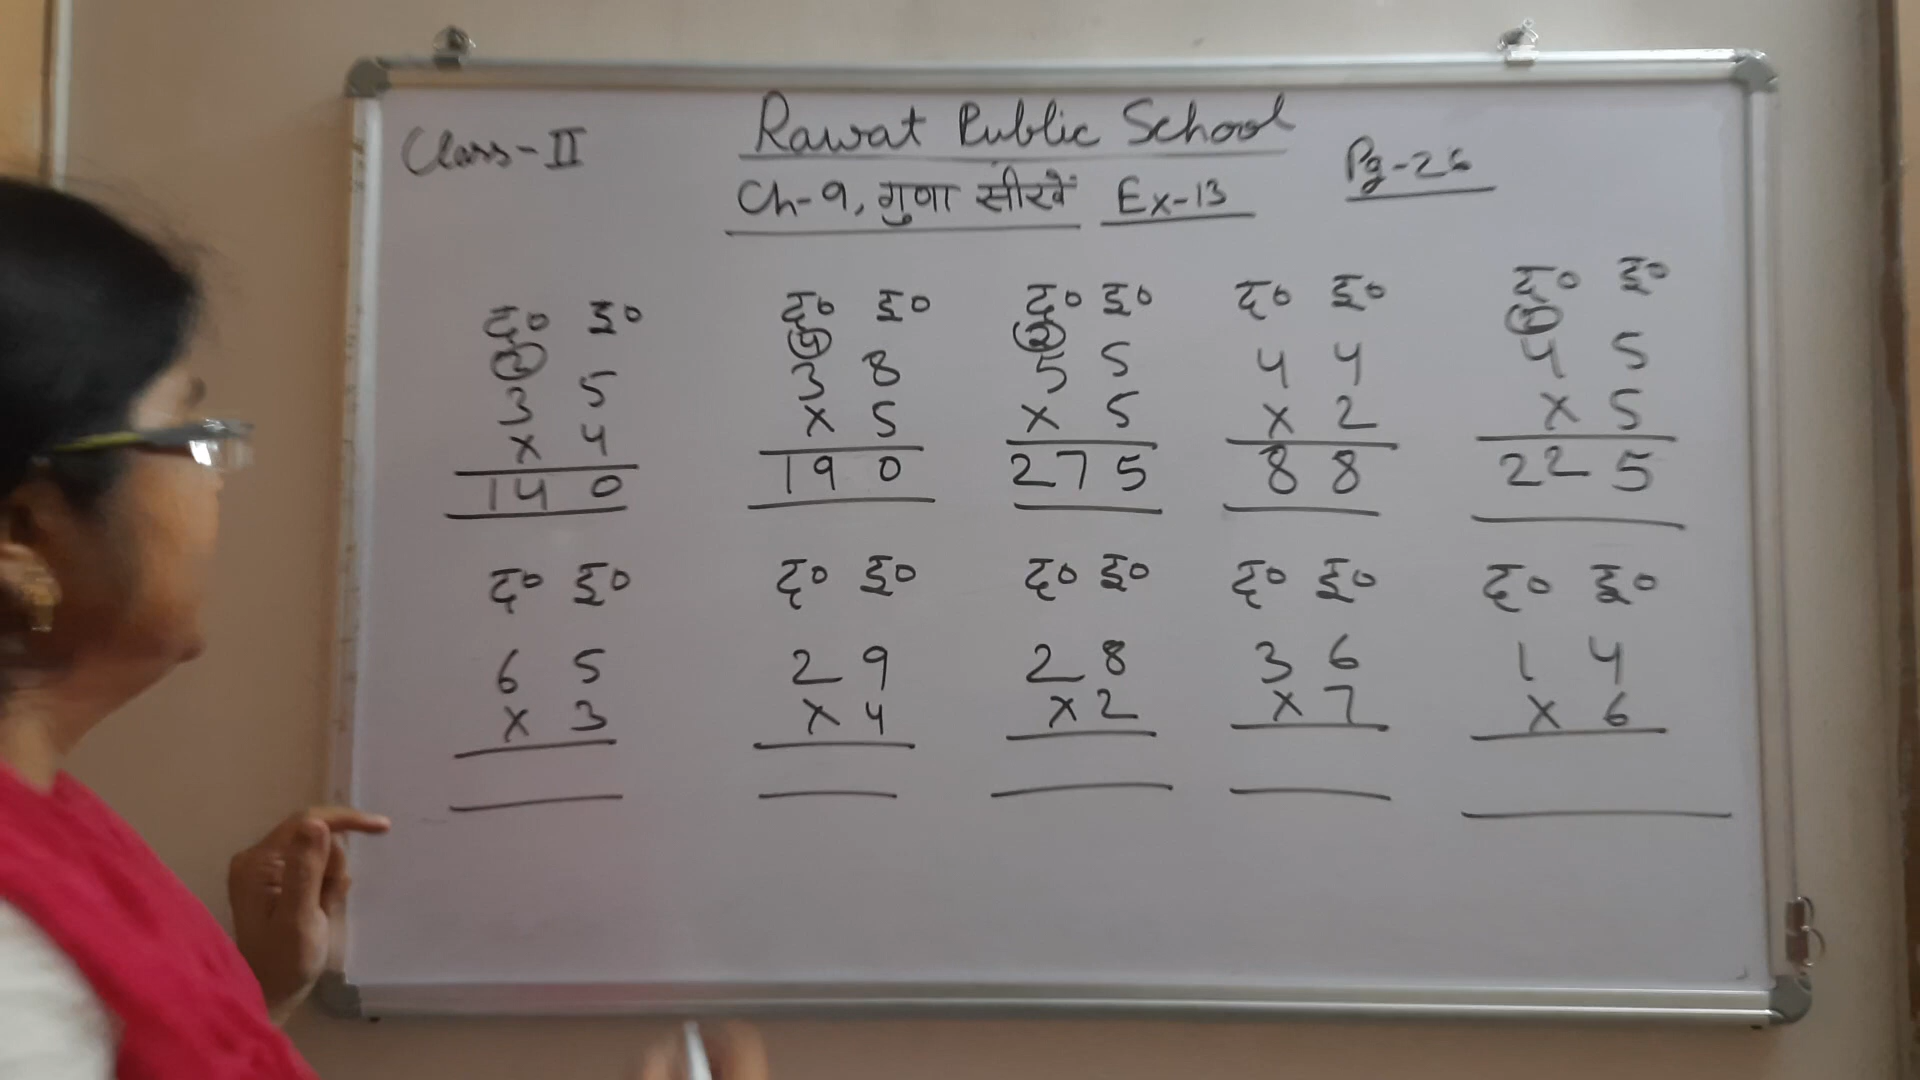 Class-II
Rawat Public School
Pg-26
Ch-9, गुणा सीखें Ex-13
द० इ० द० इ० द० इ० द० इ० द० इ०
2 4 2 2
3 5 3 8 5 5 4 4 4 5
x 4 x 5 x 5 x 2 x 5
140 190 275 88 225
द० इ० द० इ० द० इ० द० इ० द० इ०
6 5 2 9 2 8 3 6 1 4
x 3 x 4 x 2 x 7 x 6